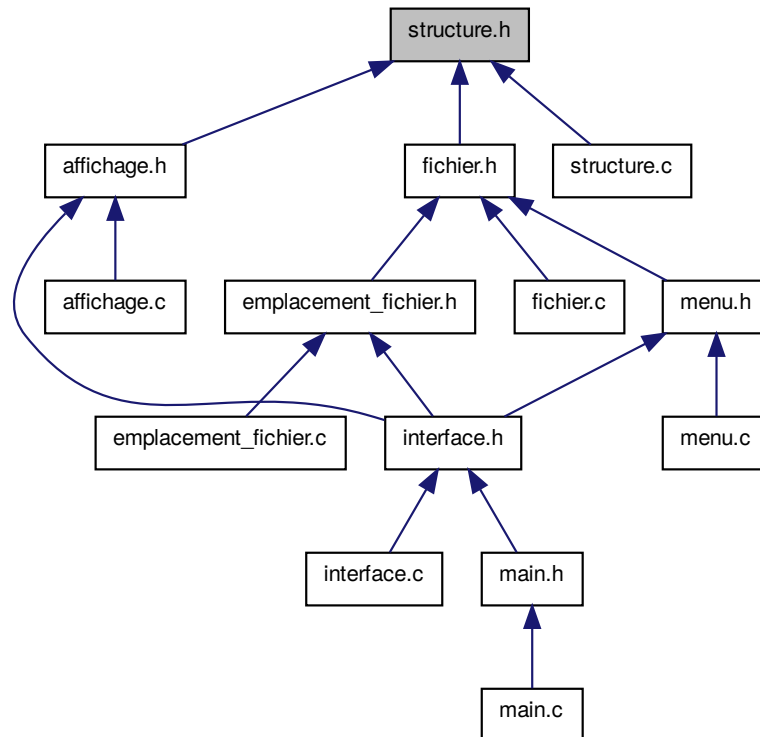 structure.h
affichage.h
fichier.h
structure.c
affichage.c
emplacement_fichier.h
fichier.c
menu.h
emplacement_fichier.c
interface.h
menu.c
interface.c
main.h
main.c